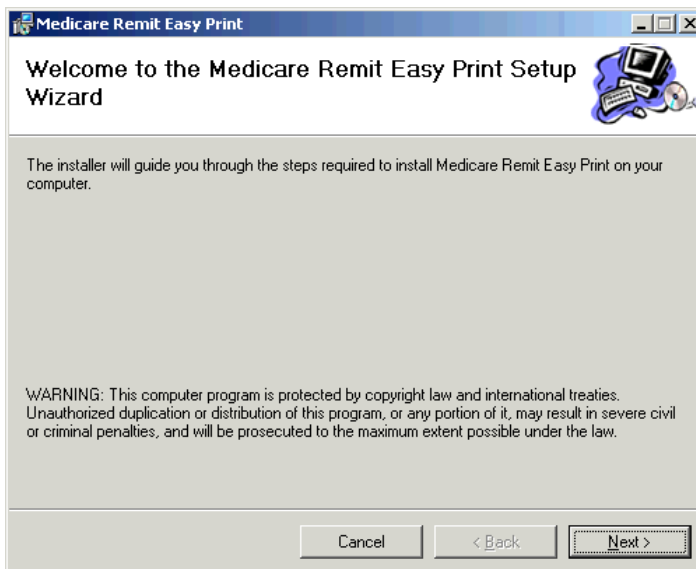 Medicare Remit Easy Print
Welcome to the Medicare Remit Easy Print Setup
Wizard
The installer will guide you through the steps required to install Medicare Remit Easy Print on your
computer.
WARNING: This computer program is protected by copyright law and international treaties.
Unauthorized duplication or distribution of this program, or any portion of it, may result in severe civil
or criminal penalties, and will be prosecuted to the maximum extent possible under the law.
Cancel
< Back
Next >